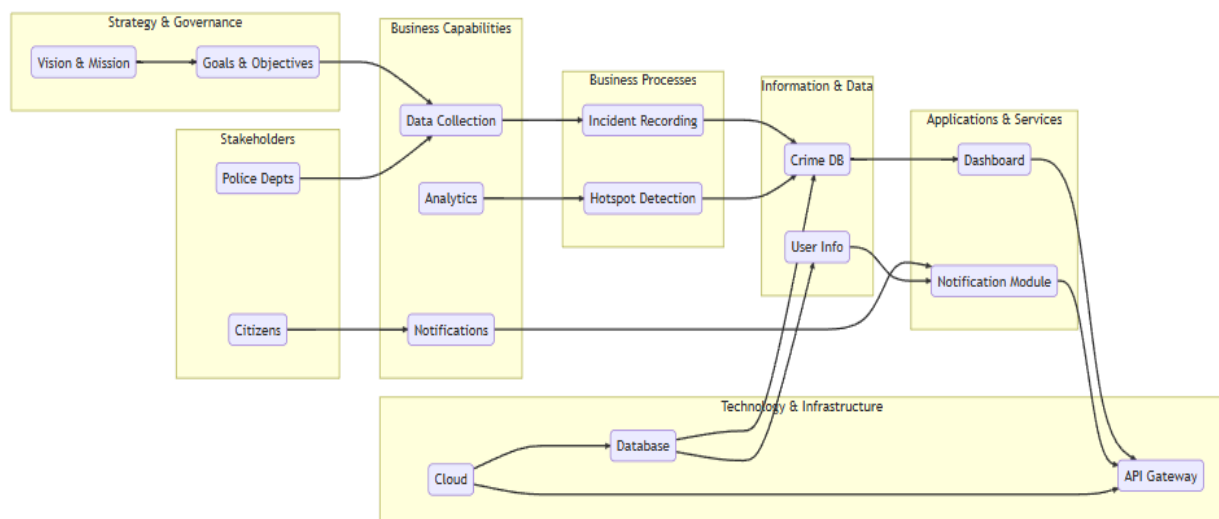 Strategy & Governance
Vision & Mission
Goals & Objectives
Stakeholders
Police Depts
Citizens
Business Capabilities
Data Collection
Analytics
Notifications
Business Processes
Incident Recording
Hotspot Detection
Information & Data
Crime DB
User Info
Applications & Services
Dashboard
Notification Module
Technology & Infrastructure
Database
Cloud
API Gateway